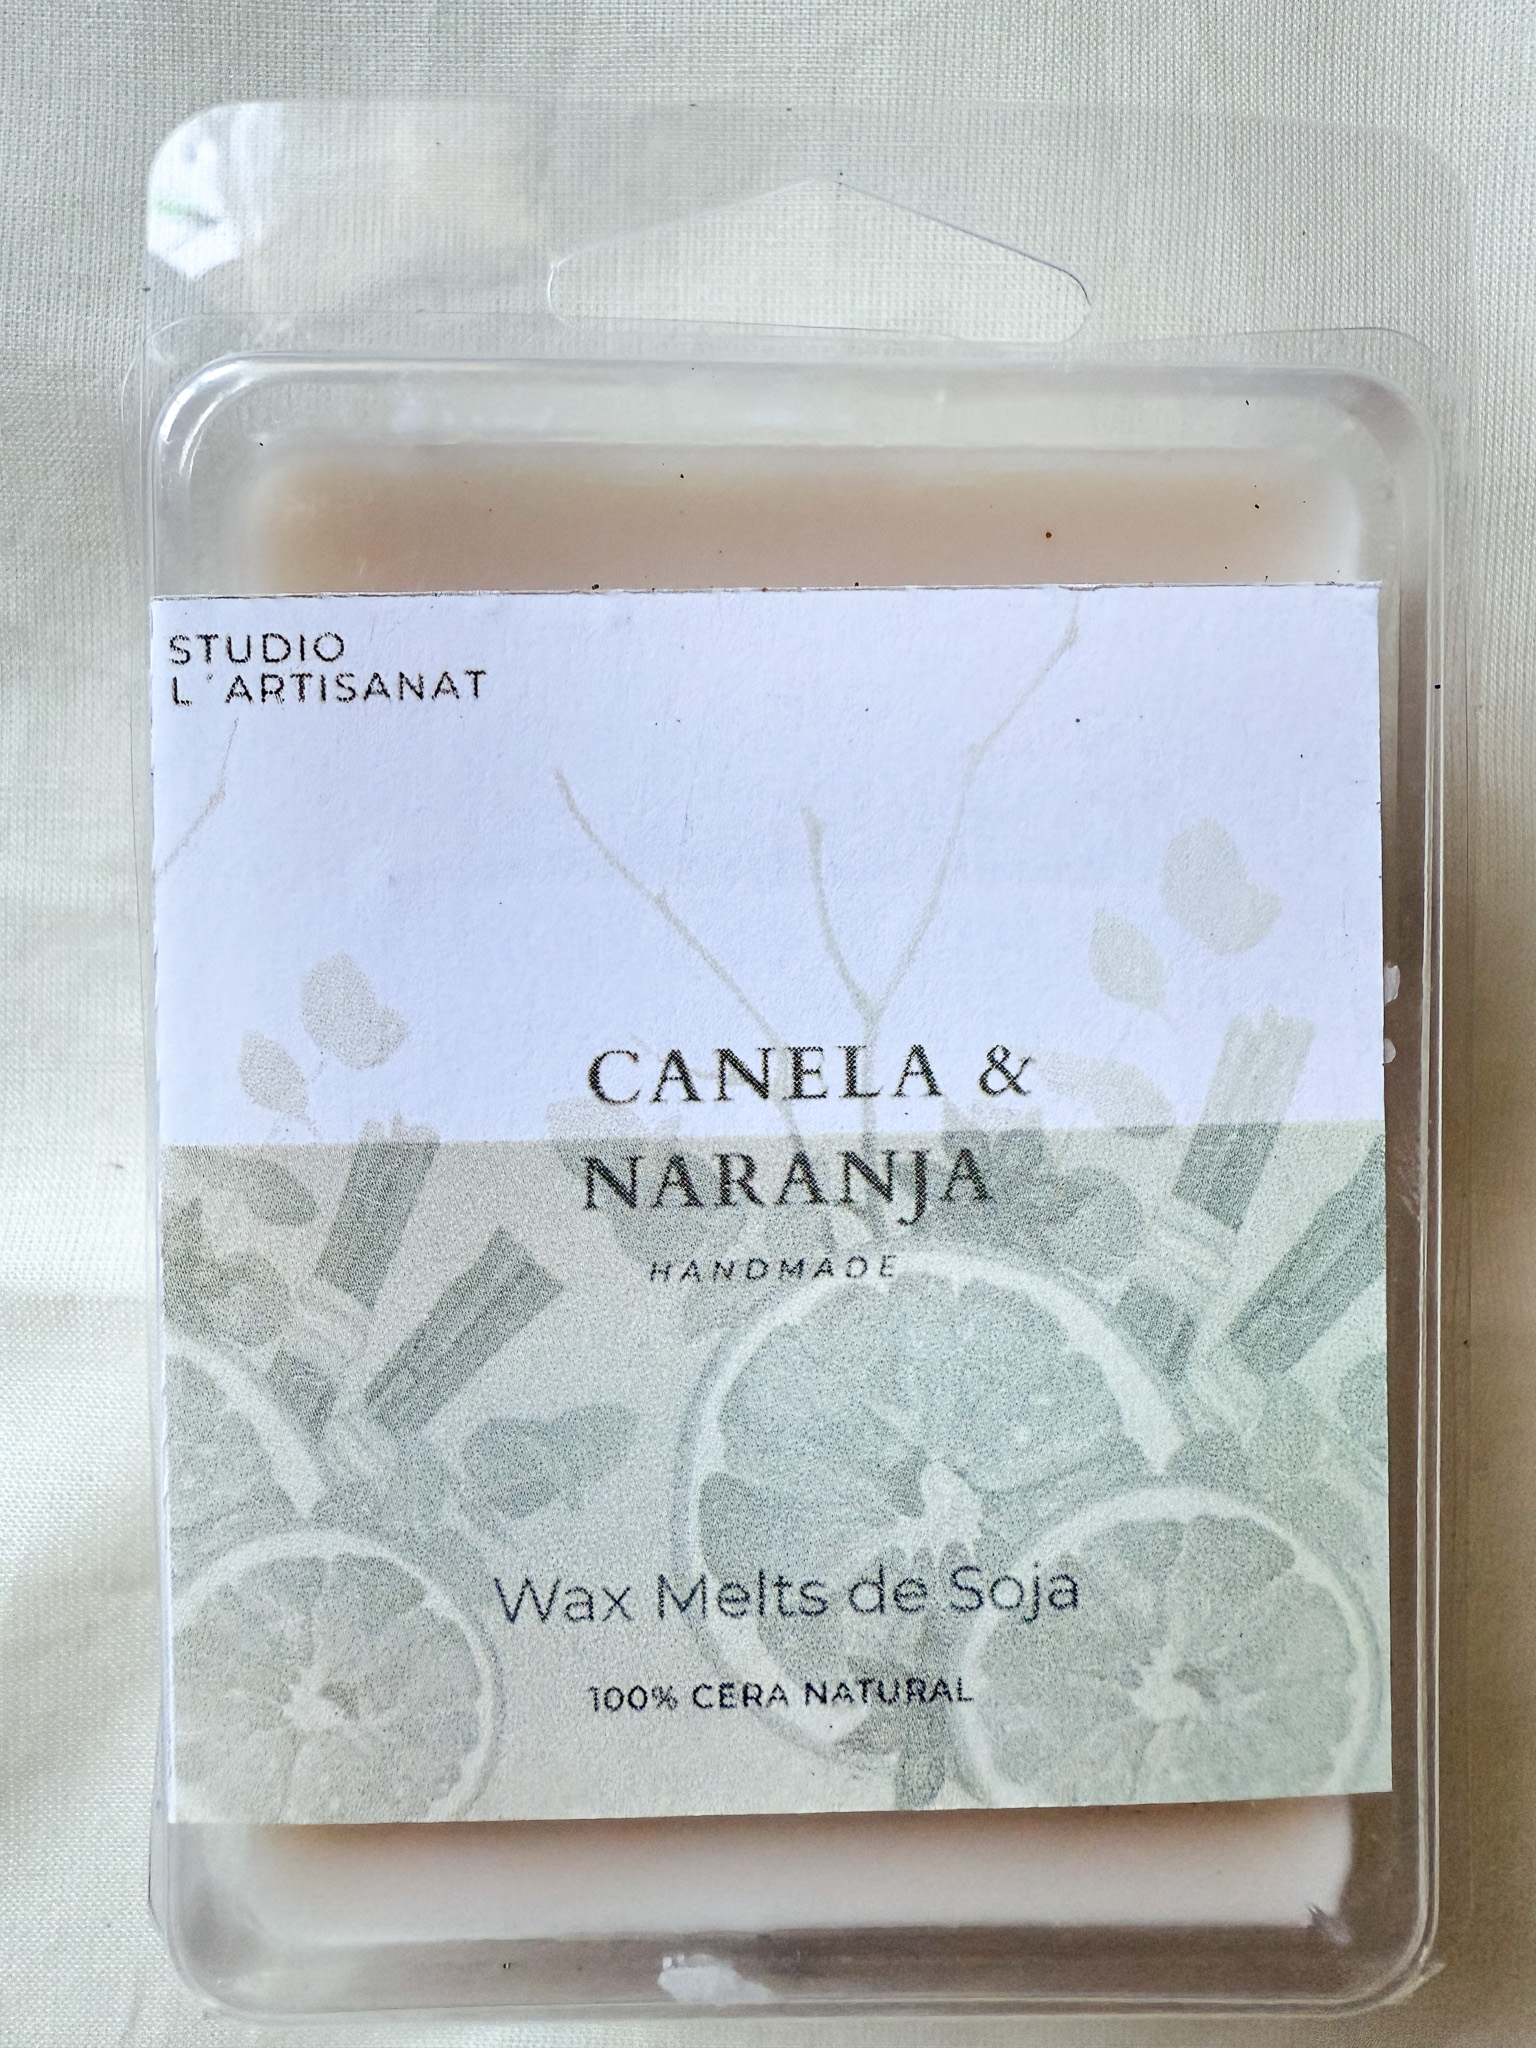 STUDIO
L´ARTISANAT
CANELA &
NARANJA
HANDMADE
Wax Melts de Soja
100% CERA NATURAL